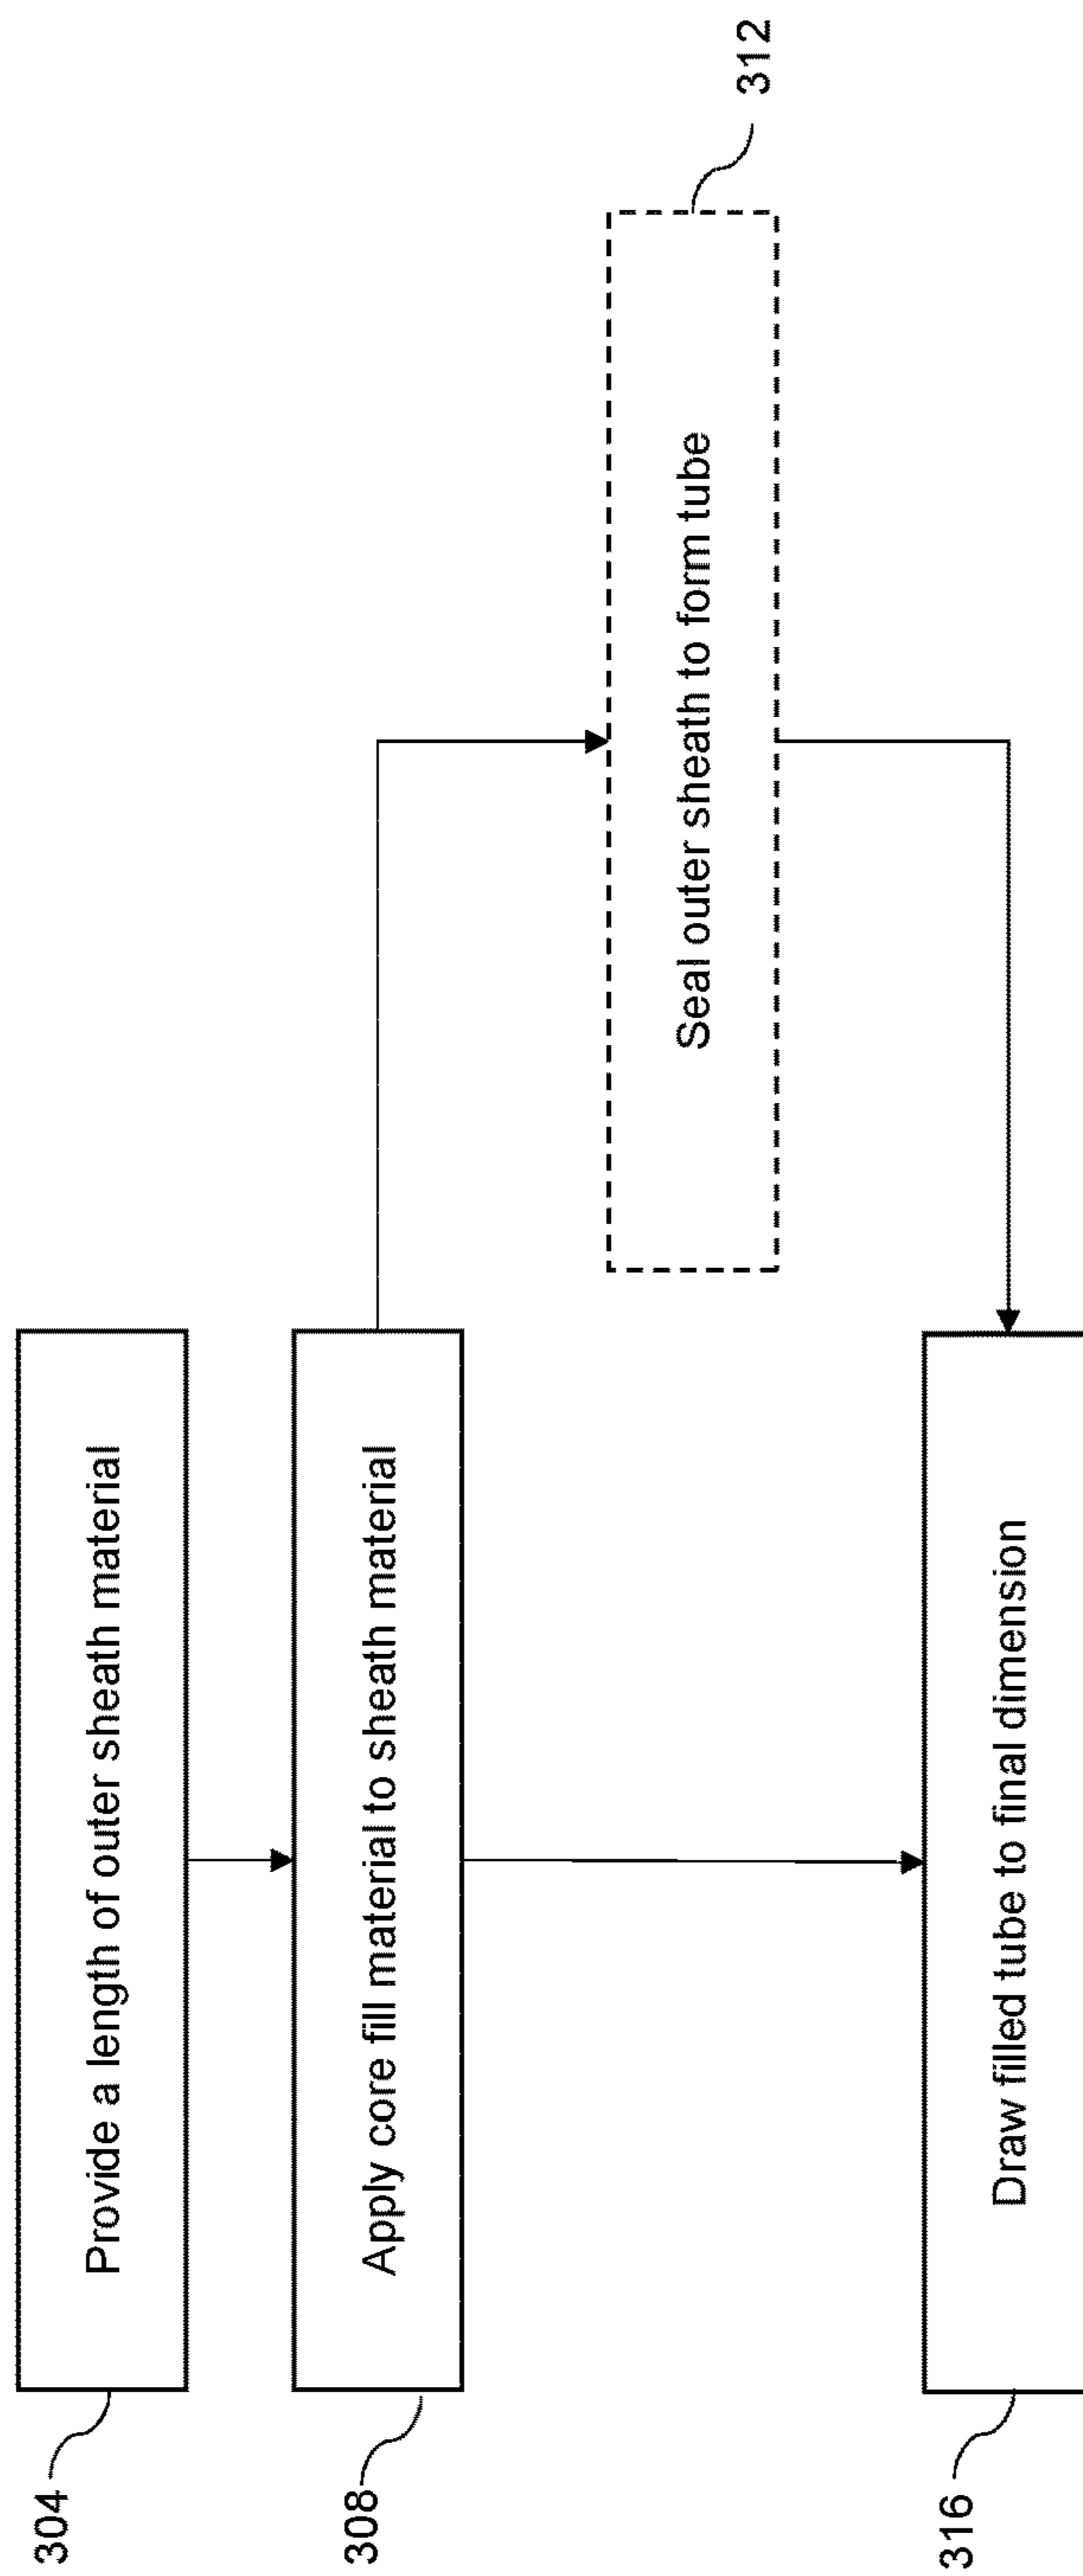 304
Provide a length of outer sheath material
308
Apply core fill material to sheath material
312
Seal outer sheath to form tube
316
Draw filled tube to final dimension